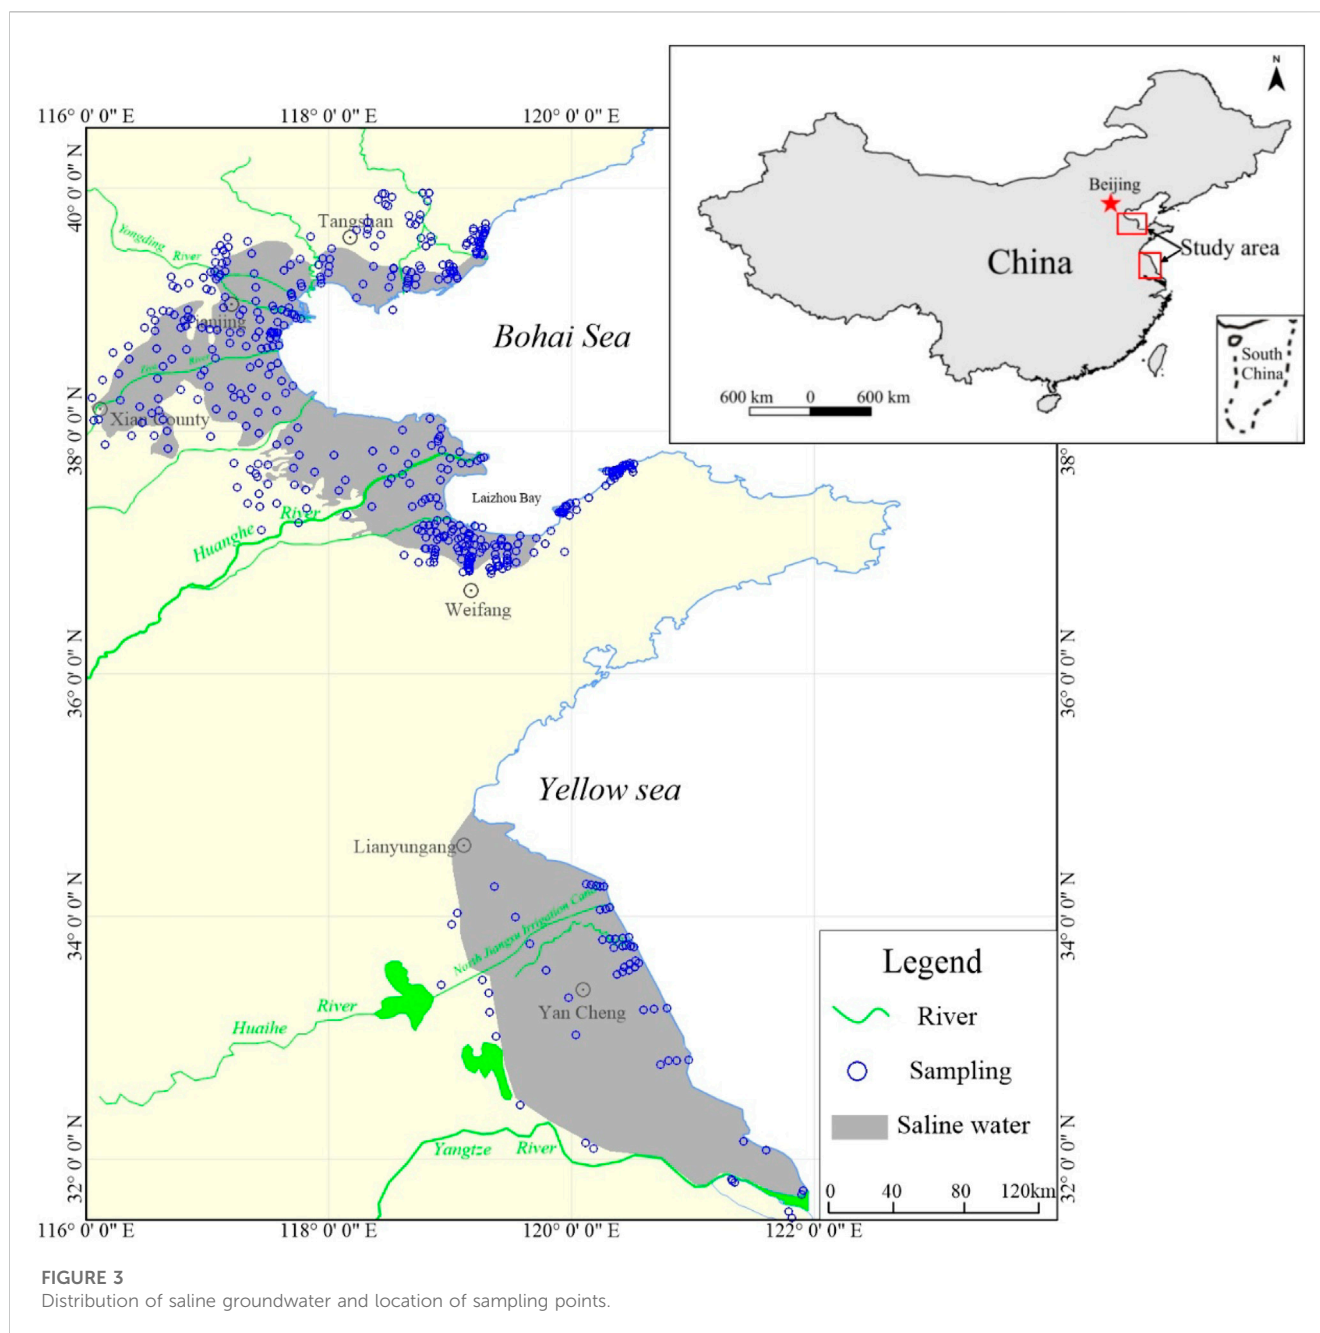 116° 0' 0" E
118° 0' 0" E
120° 0' 0" E
N
Beijing
China
Study area
South
China
600 km
0
600 km
40° 0' 0" N
Tangshan
Yongding
River
Bohai Sea
River
Xian County
38° 0' 0" N
38°
Laizhou Bay
Huanghe
River
Weifang
36° 0' 0" N
36° 0' 0" N
Yellow sea
Lianyungang
34° 0' 0" N
34° 0' 0" N
North Jiangsu Irrigation Canal
Huaihe
River
Yan Cheng
Yangtze
River
32° 0' 0" N
32° 0' 0" N
Legend
River
Sampling
Saline water
0
40
80
120km
116° 0' 0" E
118° 0' 0" E
120° 0' 0" E
122° 0' 0" E
FIGURE 3
Distribution of saline groundwater and location of sampling points.